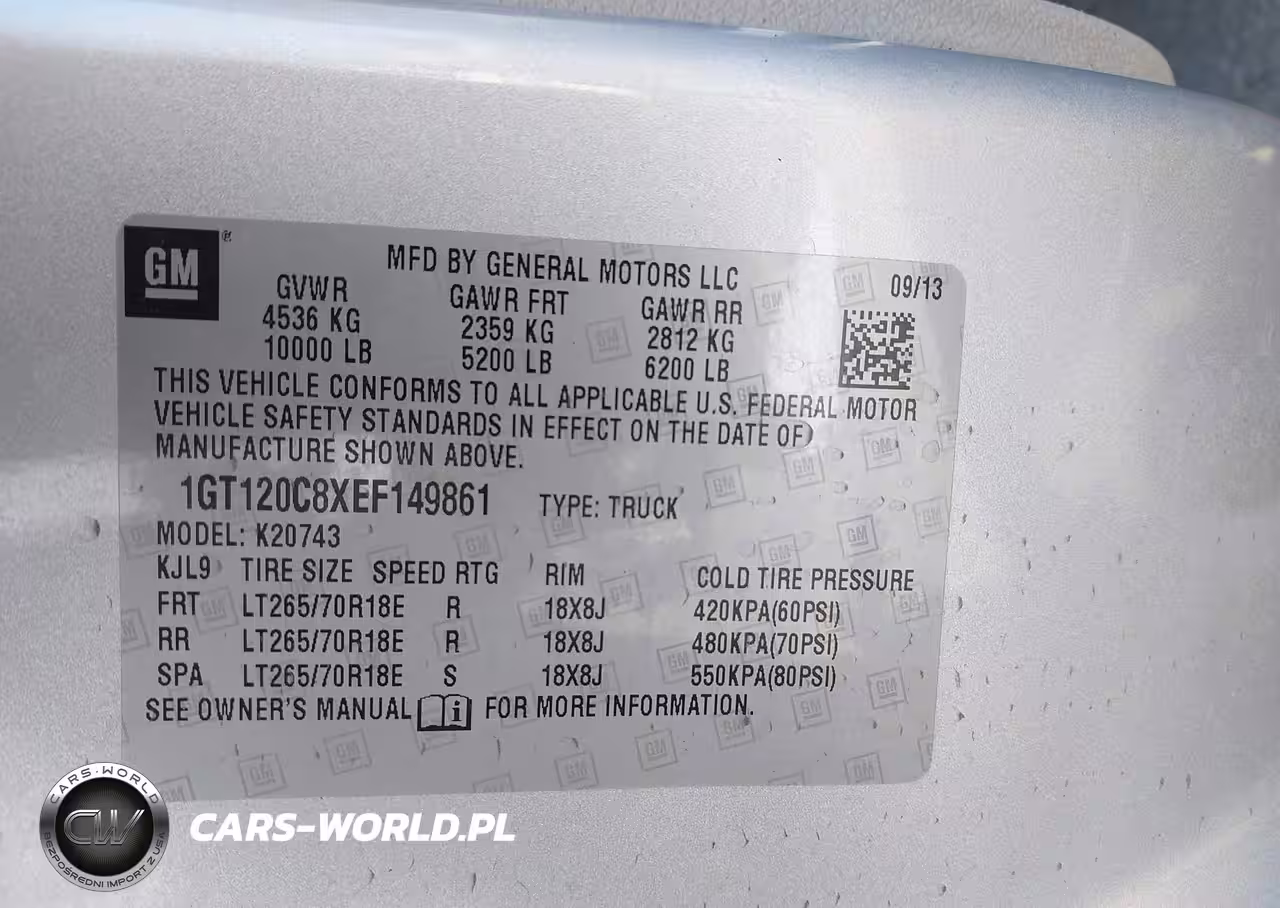 GM ®
MFD BY GENERAL MOTORS LLC 09/13
GVWR GAWR FRT GAWR RR
4536 KG 2359 KG 2812 KG
10000 LB 5200 LB 6200 LB
THIS VEHICLE CONFORMS TO ALL APPLICABLE U.S. FEDERAL MOTOR
VEHICLE SAFETY STANDARDS IN EFFECT ON THE DATE OF
MANUFACTURE SHOWN ABOVE.
1GT120C8XEF149861 TYPE: TRUCK
MODEL: K20743
KJL9 TIRE SIZE SPEED RTG RIM COLD TIRE PRESSURE
FRT LT265/70R18E R 18X8J 420KPA(60PSI)
RR LT265/70R18E R 18X8J 480KPA(70PSI)
SPA LT265/70R18E S 18X8J 550KPA(80PSI)
SEE OWNER'S MANUAL i FOR MORE INFORMATION.
CARS-WORLD
CW
BEZPOŚREDNI IMPORT Z USA
CARS-WORLD.PL